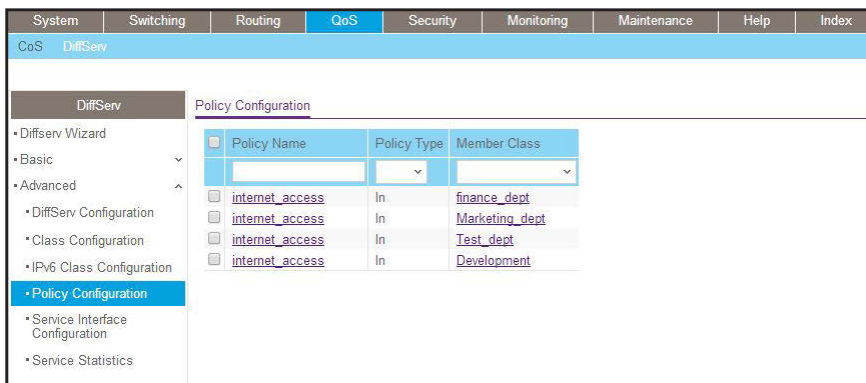 System Switching Routing QoS Security Monitoring Maintenance Help Index
CoS DiffServ
DiffServ
Diffserv Wizard
Basic
Advanced
DiffServ Configuration
Class Configuration
IPv6 Class Configuration
Policy Configuration
Service Interface
Configuration
Service Statistics
Policy Configuration
Policy Name Policy Type Member Class
internet_access In finance_dept
internet_access In Marketing_dept
internet_access In Test_dept
internet_access In Development